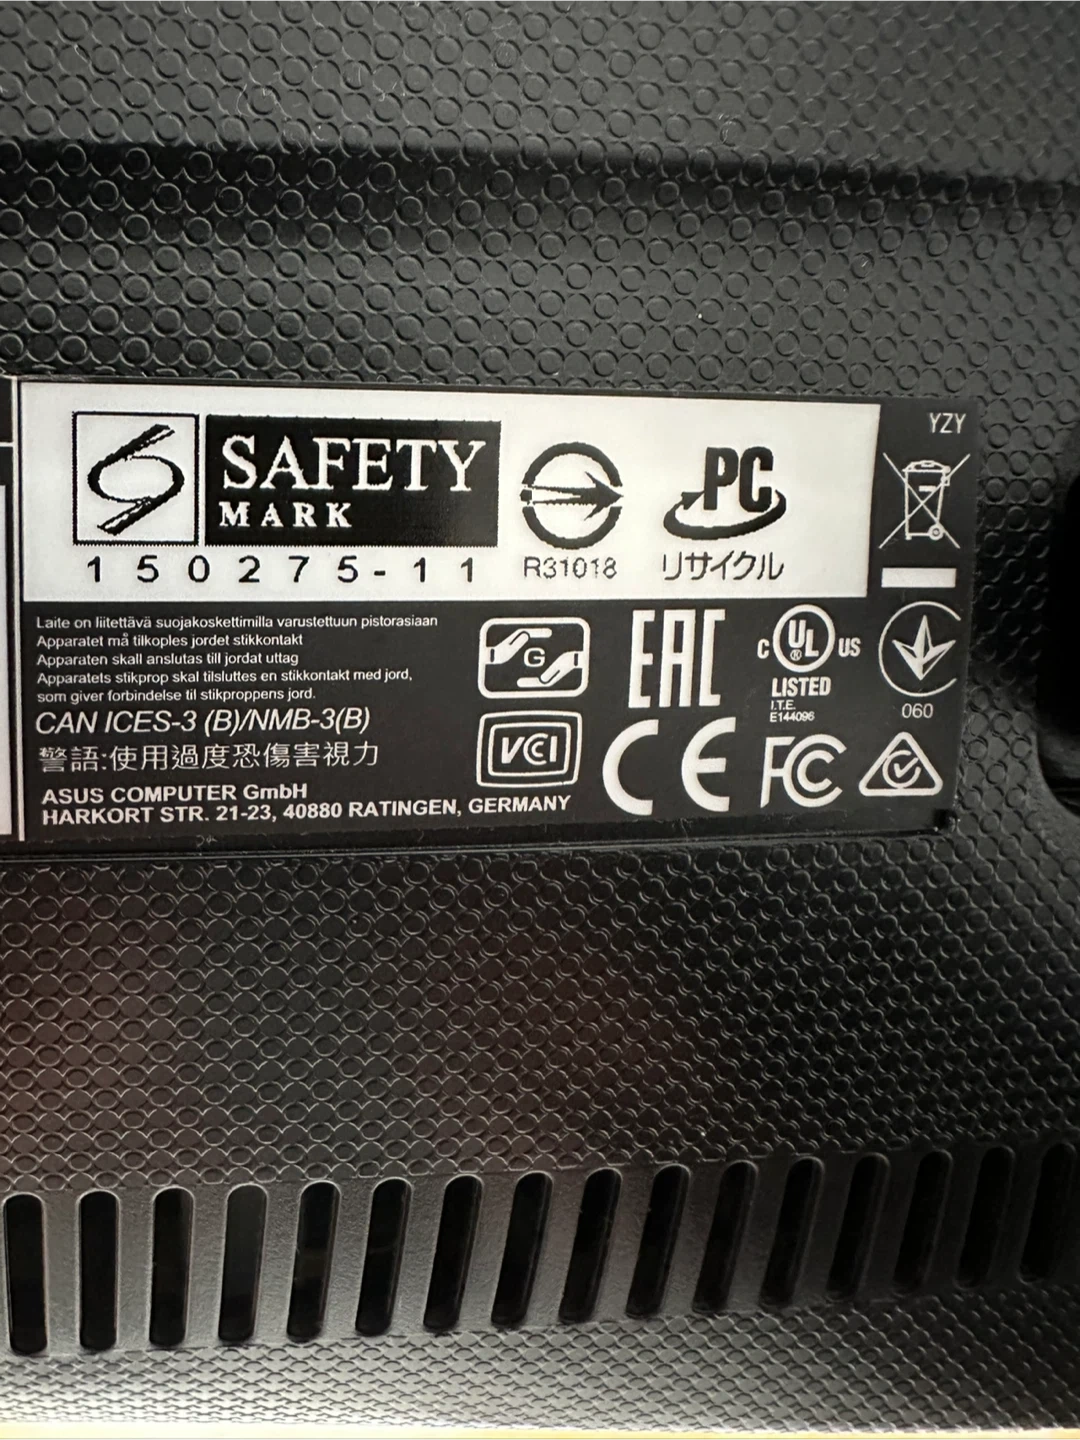 YZY
SAFETY
MARK
150275-11
R31018
PC
リサイクル
Laite on liitettävä suojakoskettimilla varustettuun pistorasiaan
Apparatet må tilkoples jordet stikkontakt
Apparaten skall anslutas till jordat uttag
Apparatets stikprop skal tilsluttes en stikkontakt med jord,
som giver forbindelse til stikproppens jord.
CAN ICES-3 (B)/NMB-3(B)
警語:使用過度恐傷害視力
ASUS COMPUTER GmbH
HARKORT STR. 21-23, 40880 RATINGEN, GERMANY
G
VCI
EAC
CE
C UL ® US
LISTED
I.T.E.
E144096
FC
060